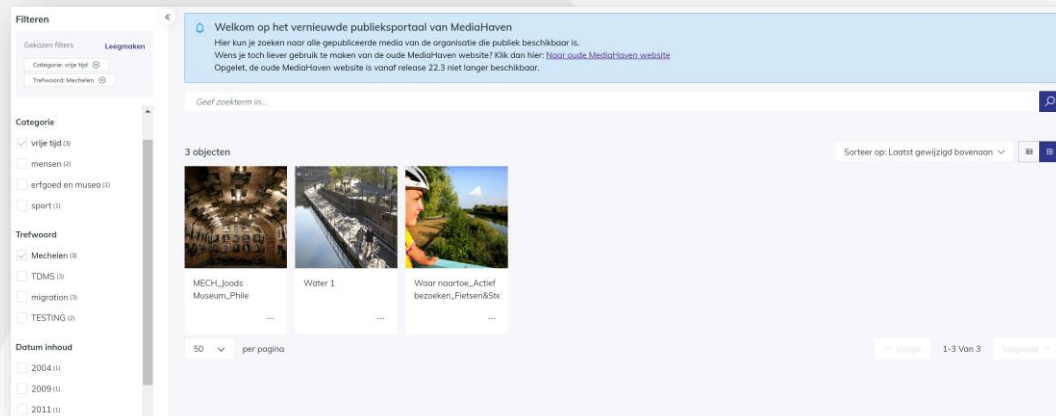 Filteren
Gekozen filters
Leegmaken
Categorie: vrije tijd
Trefwoord: Mechelen
Categorie
vrije tijd (3)
mensen (2)
erfgoed en musea (1)
sport (1)
Trefwoord
Mechelen (3)
TDMS (3)
migration (3)
TESTING (2)
Datum inhoud
2004 (1)
2009 (1)
2011 (1)
Welkom op het vernieuwde publieksportaal van MediaHaven
Hier kun je zoeken naar alle gepubliceerde media van de organisatie die publiek beschikbaar is.
Wens je toch liever gebruik te maken van de oude MediaHaven website? Klik dan hier: Naar oude MediaHaven website
Opgelet, de oude MediaHaven website is vanaf release 22.3 niet langer beschikbaar.
Geef zoekterm in...
3 objecten
Sorteer op: Laatst gewijzigd bovenaan
MECH_Joods
Museum_Phile
...
Water 1
...
Waar naartoe_Actief
bezoeken_Fietsen&Ste
...
50 per pagina
← Vorige
1-3 Van 3
Volgende →